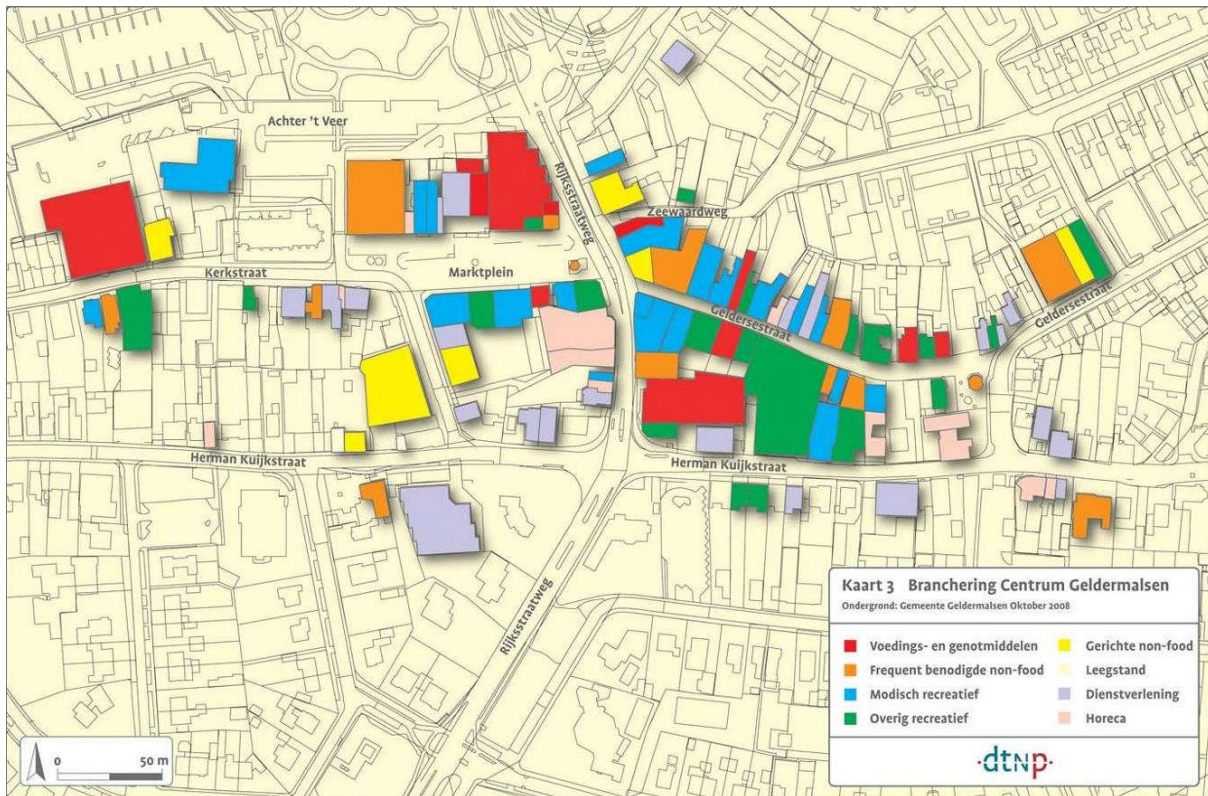 Achter 't Veer
Rijksstraatweg
Zeewaardweg
Kerkstraat
Marktplein
Geldersestraat
Geldersestraat
Herman Kuijkstraat
Herman Kuijkstraat
Rijksstraatweg
Kaart 3 Branchering Centrum Geldermalsen
Ondergrond: Gemeente Geldermalsen Oktober 2008
Voedings- en genotmiddelen
Frequent benodigde non-food
Modisch recreatief
Overig recreatief
Gerichte non-food
Leegstand
Dienstverlening
Horeca
0 50 m
·dtNp·